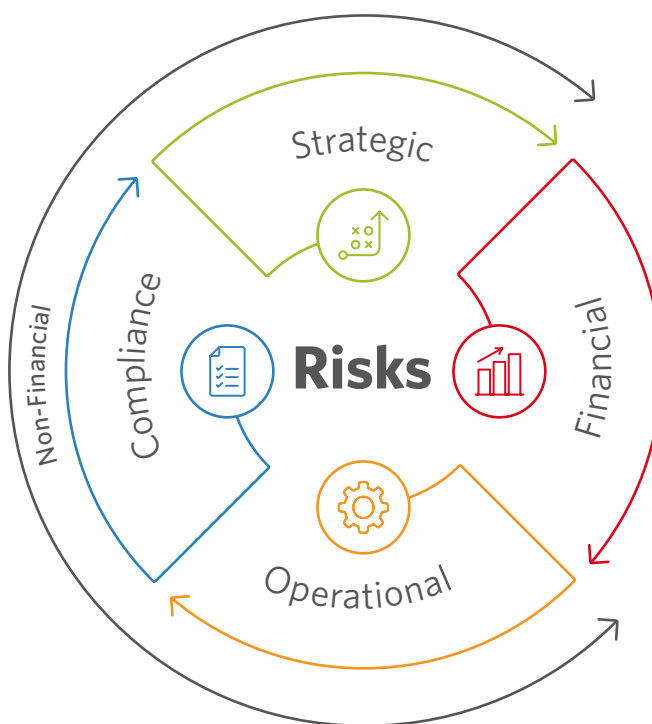 Strategic
Non-Financial
Compliance
Risks
Financial
Operational